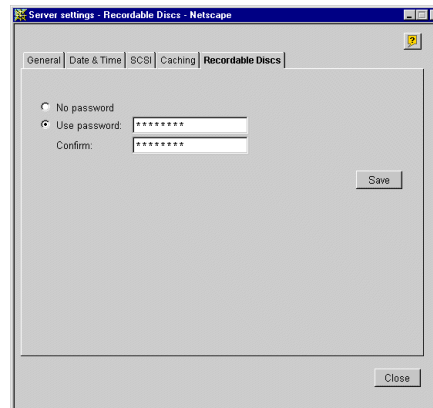 Server settings - Recordable Discs - Netscape
?
General Date & Time SCSI Caching Recordable Discs
No password
Use password: ********
Confirm: ********
Save
Close